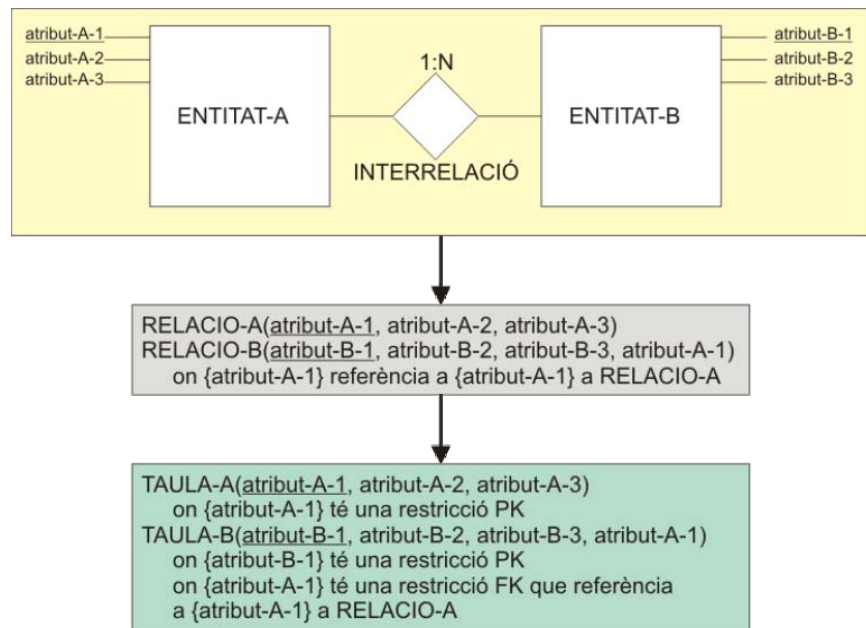 atribut-A-1
atribut-A-2
atribut-A-3
ENTITAT-A
1:N
INTERRELACIÓ
ENTITAT-B
atribut-B-1
atribut-B-2
atribut-B-3
RELACIO-A(atribut-A-1, atribut-A-2, atribut-A-3)
RELACIO-B(atribut-B-1, atribut-B-2, atribut-B-3, atribut-A-1)
on {atribut-A-1} referència a {atribut-A-1} a RELACIO-A
TAULA-A(atribut-A-1, atribut-A-2, atribut-A-3)
on {atribut-A-1} té una restricció PK
TAULA-B(atribut-B-1, atribut-B-2, atribut-B-3, atribut-A-1)
on {atribut-B-1} té una restricció PK
on {atribut-A-1} té una restricció FK que referència
a {atribut-A-1} a RELACIO-A